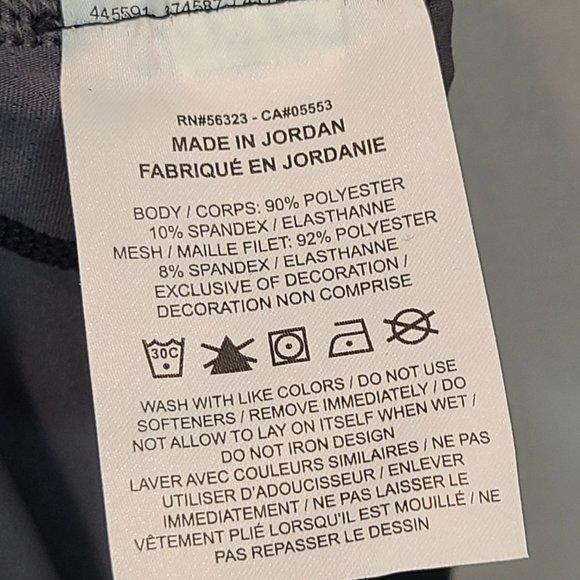 445591
RN#56323 - CA#05553
MADE IN JORDAN
FABRIQUÉ EN JORDANIE
BODY / CORPS: 90% POLYESTER
10% SPANDEX / ELASTHANNE
MESH / MAILLE FILET: 92% POLYESTER
8% SPANDEX / ELASTHANNE
EXCLUSIVE OF DECORATION /
DECORATION NON COMPRISE
30C
WASH WITH LIKE COLORS / DO NOT USE
SOFTENERS / REMOVE IMMEDIATELY / DO
NOT ALLOW TO LAY ON ITSELF WHEN WET /
DO NOT IRON DESIGN
LAVER AVEC COULEURS SIMILAIRES / NE PAS
UTILISER D'ADOUCISSEUR / ENLEVER
IMMEDIATEMENT / NE PAS LAISSER LE
VÊTEMENT PLIÉ LORSQU'IL EST MOUILLÉ / NE
PAS REPASSER LE DESSIN